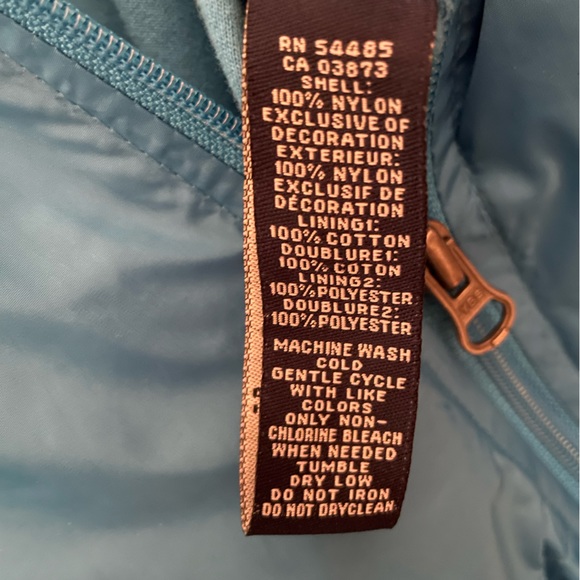 RN 54485
CA 03873
SHELL:
100% NYLON
EXCLUSIVE OF
DECORATION
EXTERIEUR:
100% NYLON
EXCLUSIF DE
DÉCORATION
LINING1:
100% COTTON
DOUBLURE1:
100% COTON
LINING2:
100%POLYESTER
DOUBLURE2:
100%POLYESTER
MACHINE WASH
COLD
GENTLE CYCLE
WITH LIKE
COLORS
ONLY NON-
CHLORINE BLEACH
WHEN NEEDED
TUMBLE
DRY LOW
DO NOT IRON
DO NOT DRYCLEAN